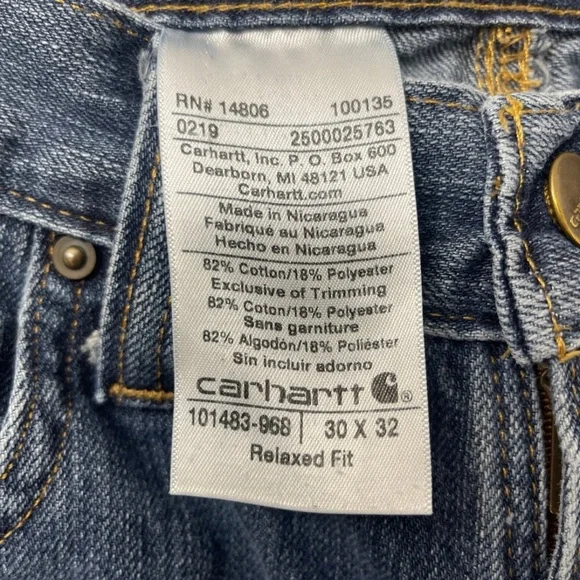 RN# 14806 100135
0219 2500025763
Carhartt, Inc. P. O. Box 600
Dearborn, MI 48121 USA
Carhartt.com
Made in Nicaragua
Fabriqué au Nicaragua
Hecho en Nicaragua
82% Cotton/18% Polyester
Exclusive of Trimming
82% Coton/18% Polyester
Sans garniture
82% Algodón/18% Poliéster
Sin incluir adorno
carhartt ®
101483-968 30 X 32
Relaxed Fit